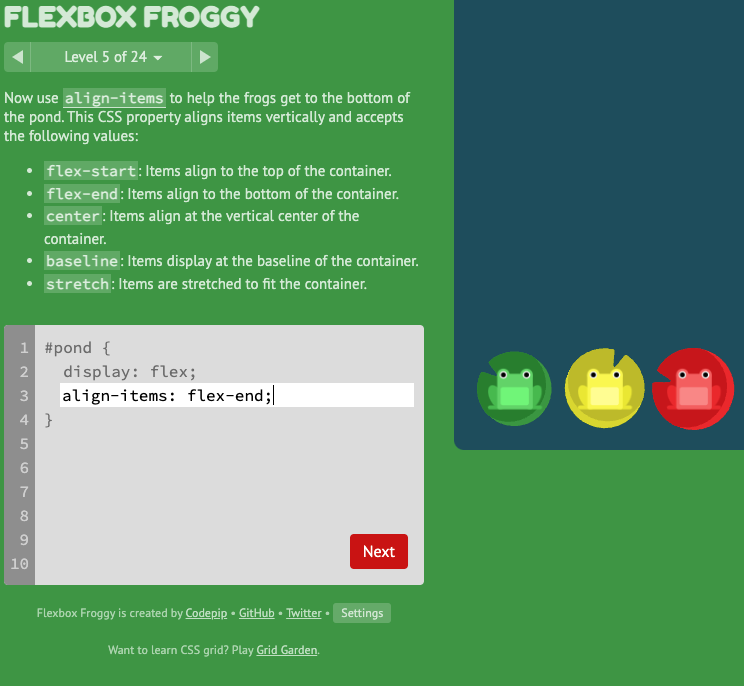 FLEXBOX FROGGY
Level 5 of 24
Now use align-items to help the frogs get to the bottom of
the pond. This CSS property aligns items vertically and accepts
the following values:
• flex-start: Items align to the top of the container.
• flex-end: Items align to the bottom of the container.
• center: Items align at the vertical center of the
container.
• baseline: Items display at the baseline of the container.
• stretch: Items are stretched to fit the container.
1 #pond {
2 display: flex;
3 align-items: flex-end;
4 }
5
6
7
8
9
10
Next
Flexbox Froggy is created by Codepip • GitHub • Twitter • Settings
Want to learn CSS grid? Play Grid Garden.